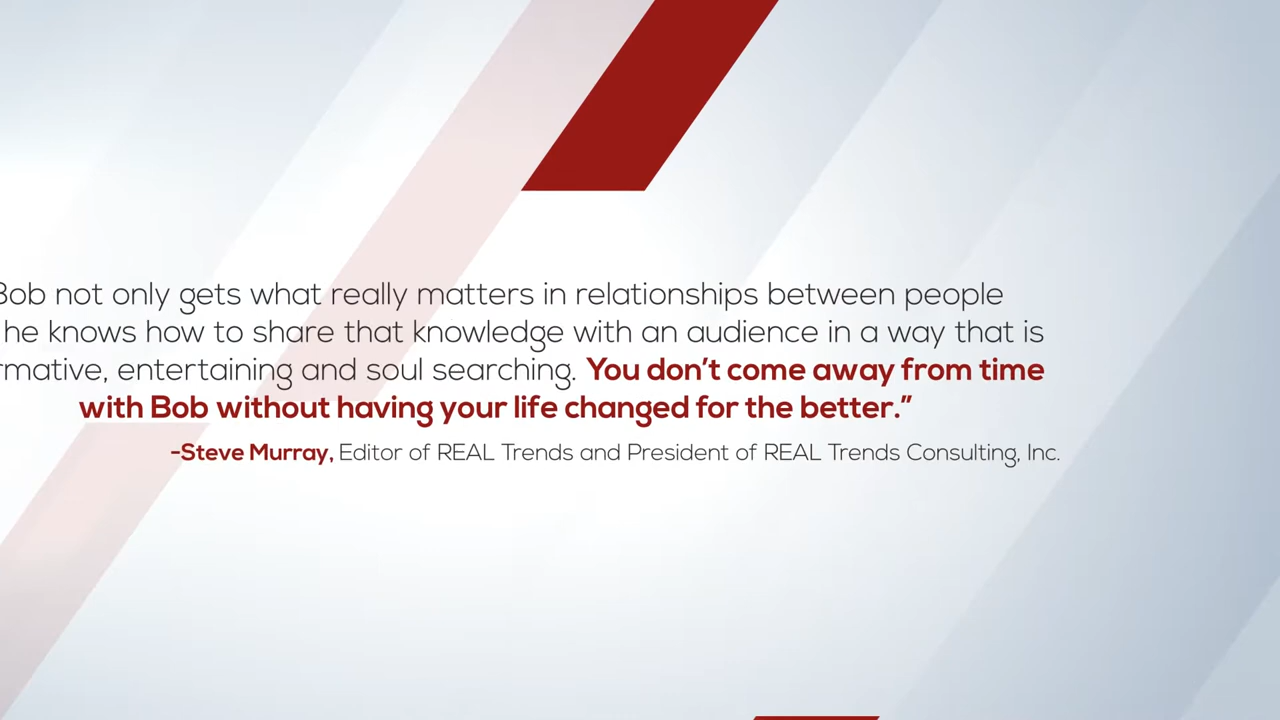 Bob not only gets what really matters in relationships between people
he knows how to share that knowledge with an audience in a way that is
rmative, entertaining and soul searching. You don’t come away from time
with Bob without having your life changed for the better.”
-Steve Murray, Editor of REAL Trends and President of REAL Trends Consulting, Inc.